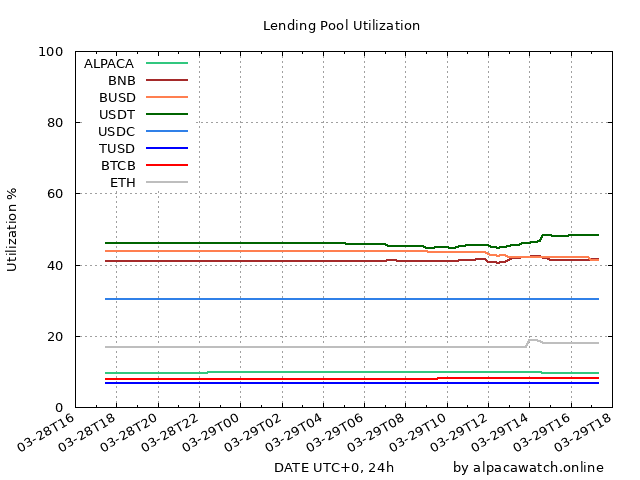 Lending Pool Utilization
Utilization %
100
80
60
40
20
0
ALPACA
BNB
BUSD
USDT
USDC
TUSD
BTCB
ETH
03-28T16
03-28T18
03-28T20
03-28T22
03-29T00
03-29T02
03-29T04
03-29T06
03-29T08
03-29T10
03-29T12
03-29T14
03-29T16
03-29T18
DATE UTC+0, 24h
by alpacawatch.online